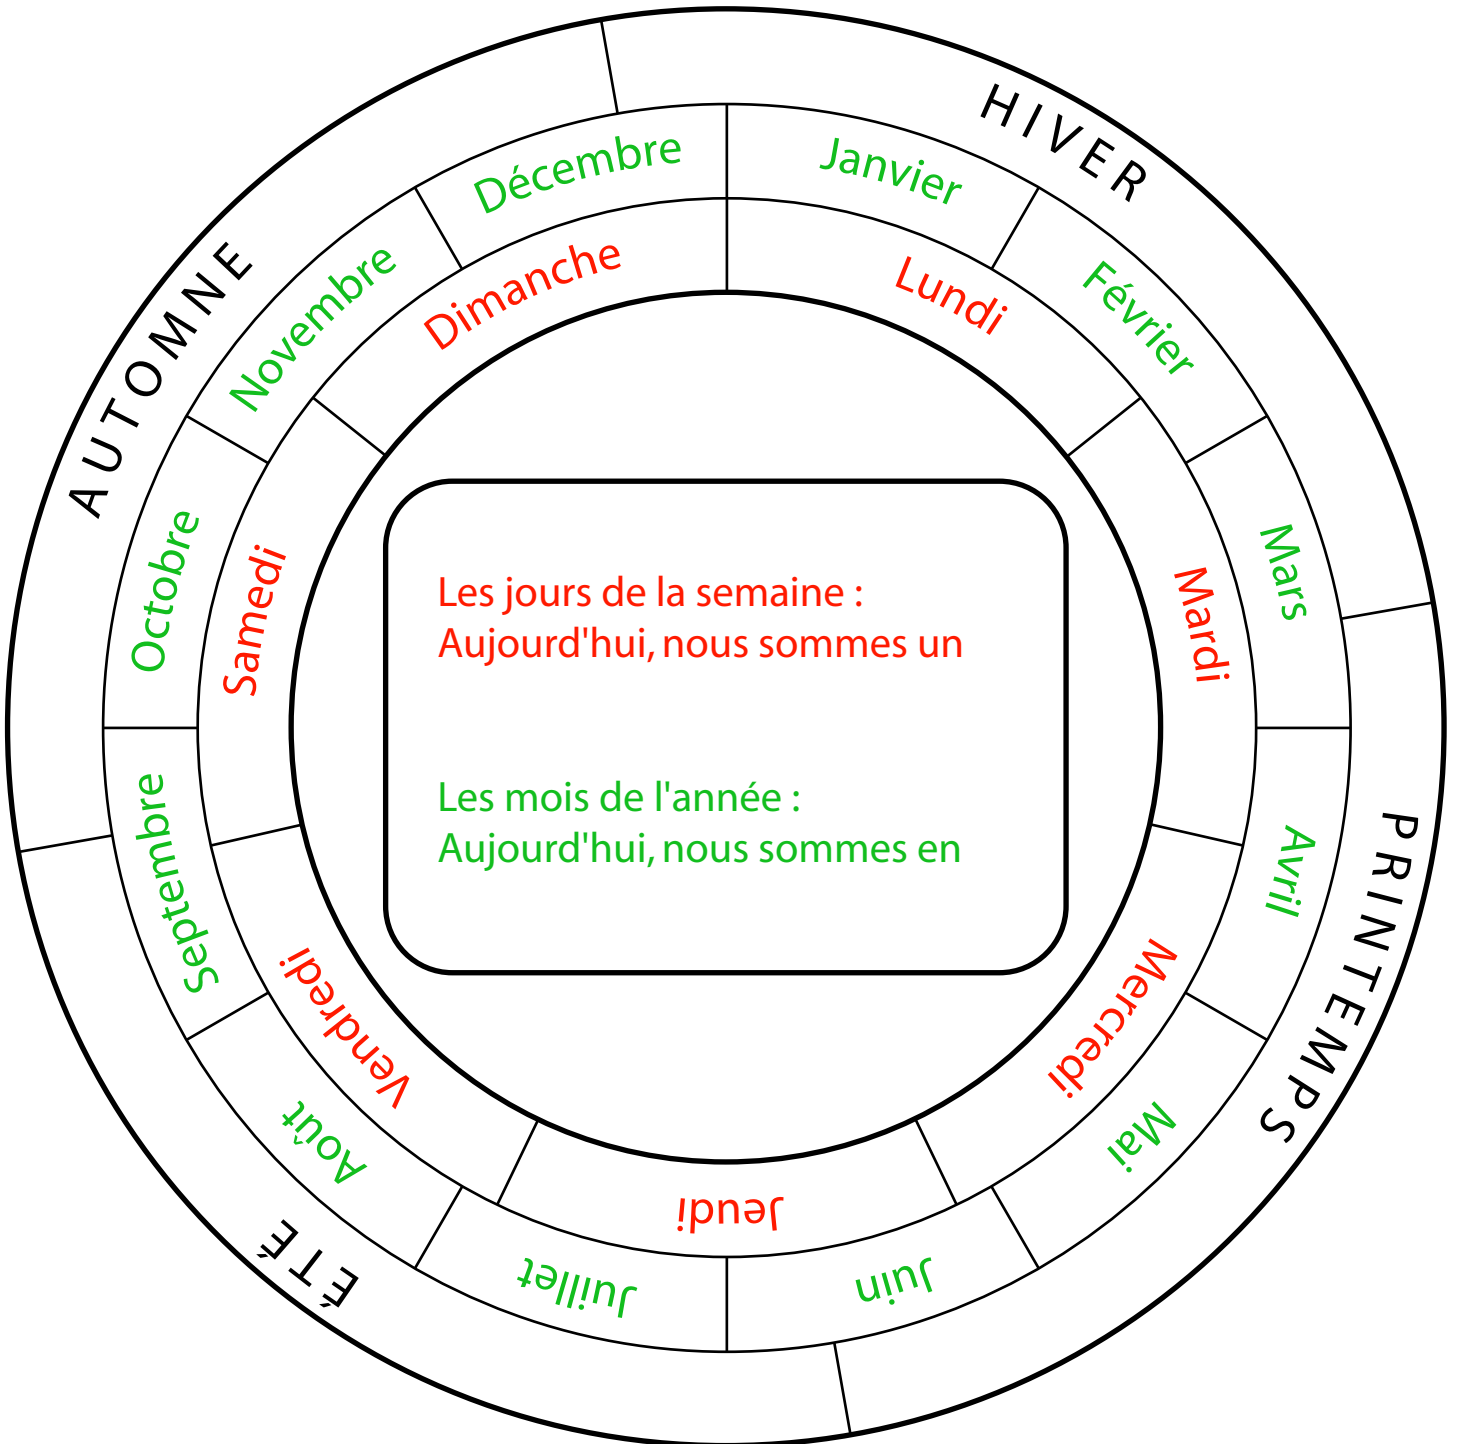 HIVER
PRINTEMPS
ÉTÉ
AUTOMNE
Janvier
Février
Mars
Avril
Mai
Juin
Juillet
Août
Septembre
Octobre
Novembre
Décembre
Lundi
Mardi
Mercredi
Jeudi
Vendredi
Samedi
Dimanche
Les jours de la semaine :
Aujourd'hui, nous sommes un
Les mois de l'année :
Aujourd'hui, nous sommes en